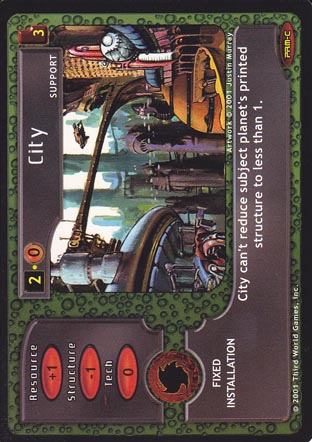 2 • 0
City
3
SUPPORT
PRM-C
Artwork © 2001 Justin Murray
Resource
+1
Structure
-1
Tech
0
FIXED
INSTALLATION
City can't reduce subject planet's printed
structure to less than 1.
© 2001 Third World Games, Inc.